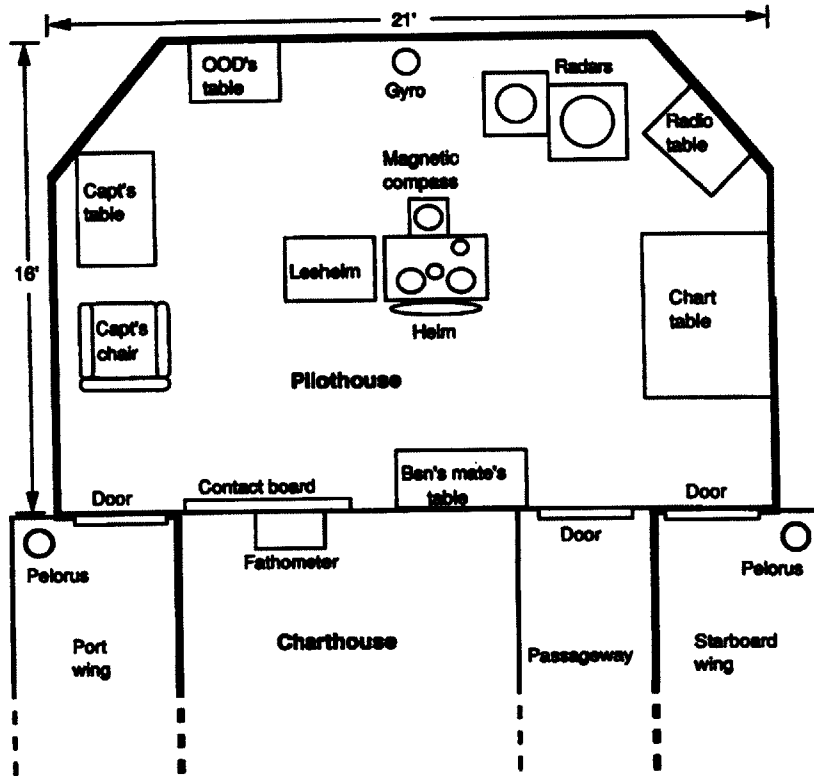 21'
OOD's
table
Gyro
Radars
Radio
table
Magnetic
compass
Capt's
table
16'
Leehelm
Chart
table
Capt's
chair
Helm
Pilothouse
Door
Contact board
Bsn's mate's
table
Door
Door
Pelorus
Fathometer
Pelorus
Port
wing
Charthouse
Passageway
Starboard
wing